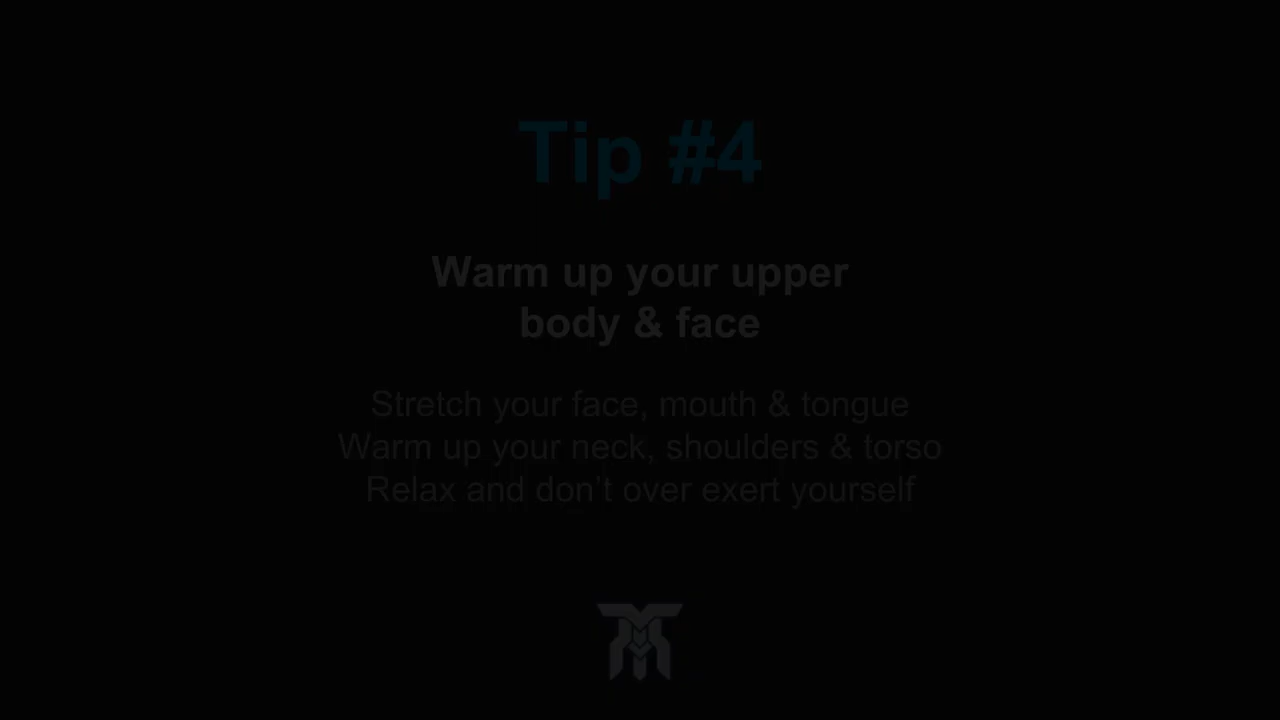 Tip #4
Warm up your upper
body & face
Stretch your face, mouth & tongue
Warm up your neck, shoulders & torso
Relax and don’t over exert yourself